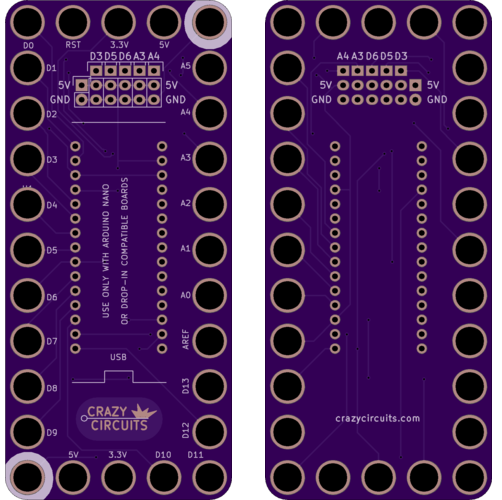 D0 RST 3.3V 5V
D3 D5 D6 A3 A4
D1 A5
5V 5V
GND GND
D2 A4
D3 A3
D4 A2
USE ONLY WITH ARDUINO NANO
OR DROP-IN COMPATIBLE BOARDS
D5 A1
D6 A0
D7 AREF
USB
D8 D13
CRAZY
CIRCUITS
D9 D12
5V 3.3V D10 D11
A4 A3 D6 D5 D3
5V 5V
GND GND
crazycircuits.com